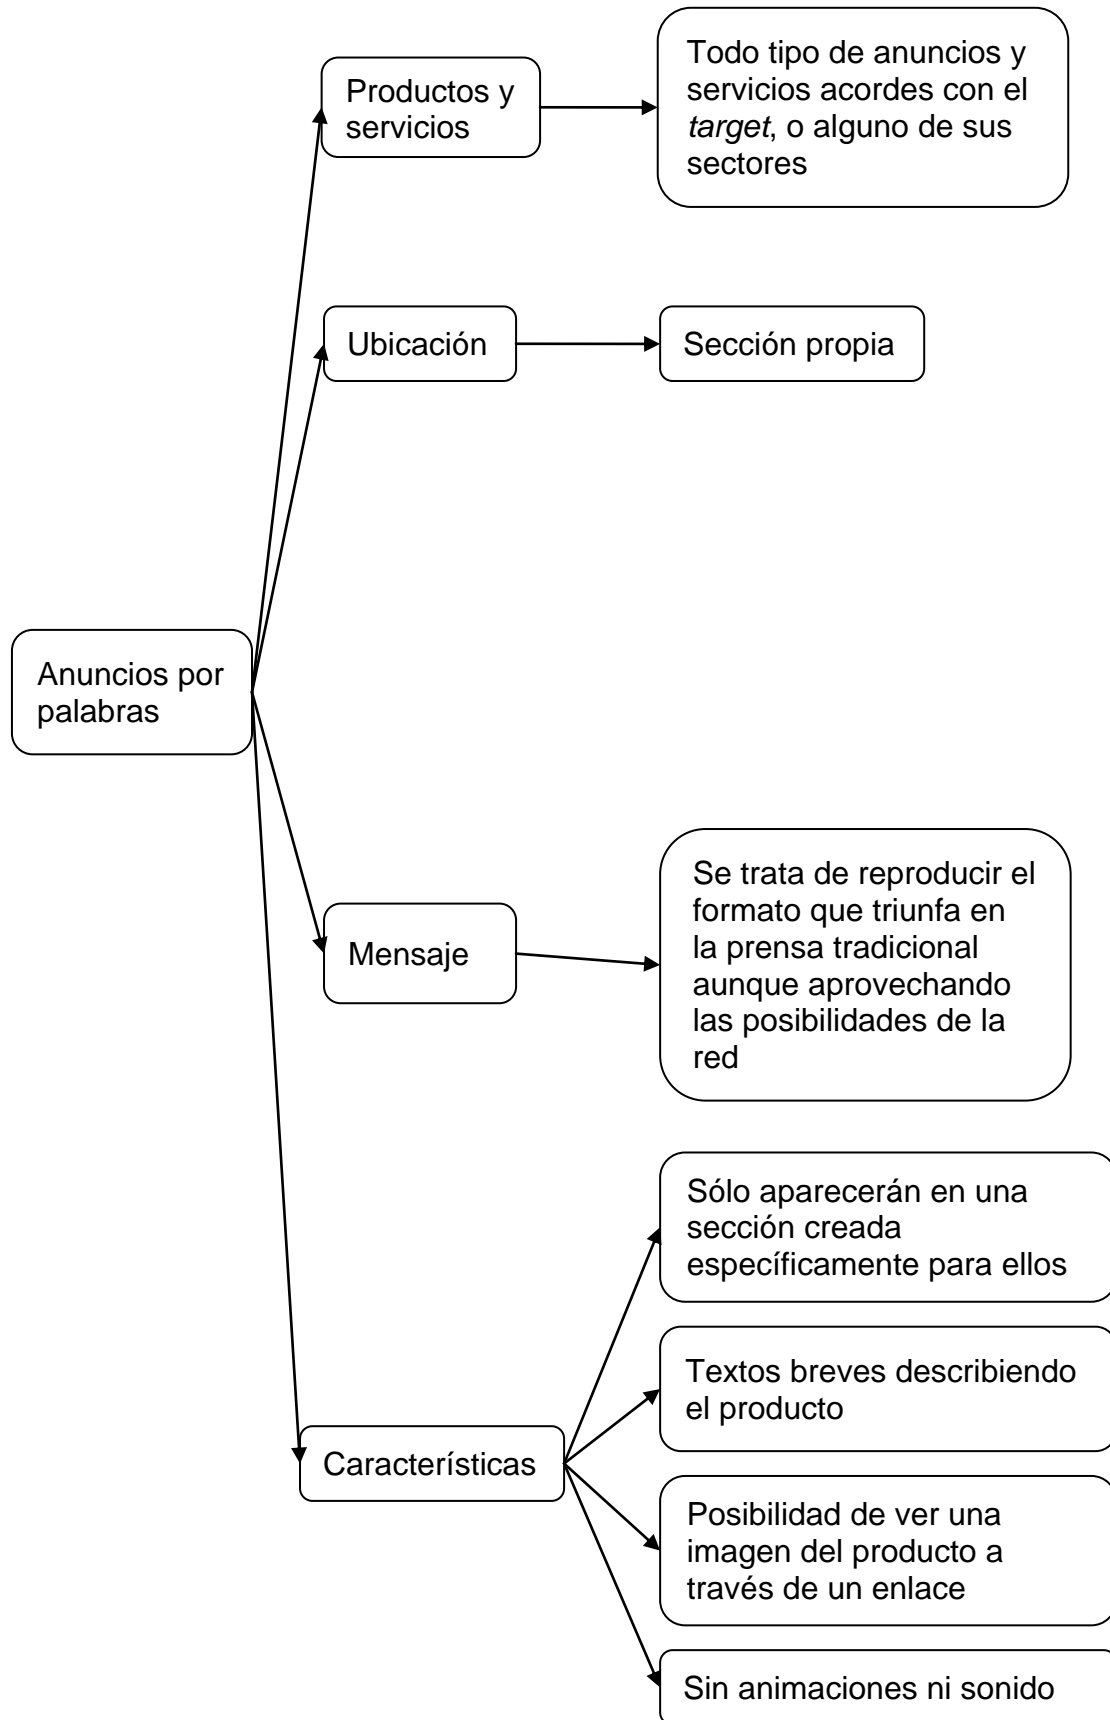 Productos y
servicios
Todo tipo de anuncios y
servicios acordes con el
target, o alguno de sus
sectores
Ubicación
Sección propia
Anuncios por
palabras
Mensaje
Se trata de reproducir el
formato que triunfa en
la prensa tradicional
aunque aprovechando
las posibilidades de la
red
Característícas
Sólo aparecerán en una
sección creada
específicamente para ellos
Textos breves describiendo
el producto
Posibilidad de ver una
imagen del producto a
través de un enlace
Sin animaciones ni sonido